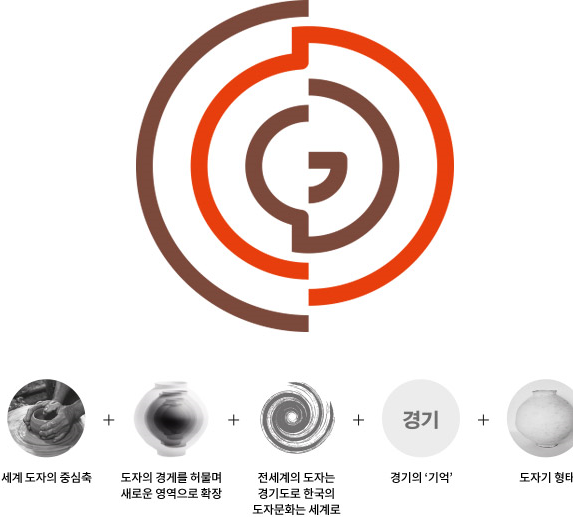 경기
세계 도자의 중심축
도자의 경게를 허물며
새로운 영역으로 확장
전세계의 도자는
경기도로 한국의
도자문화는 세계로
경기의 ‘기억’
도자기 형태